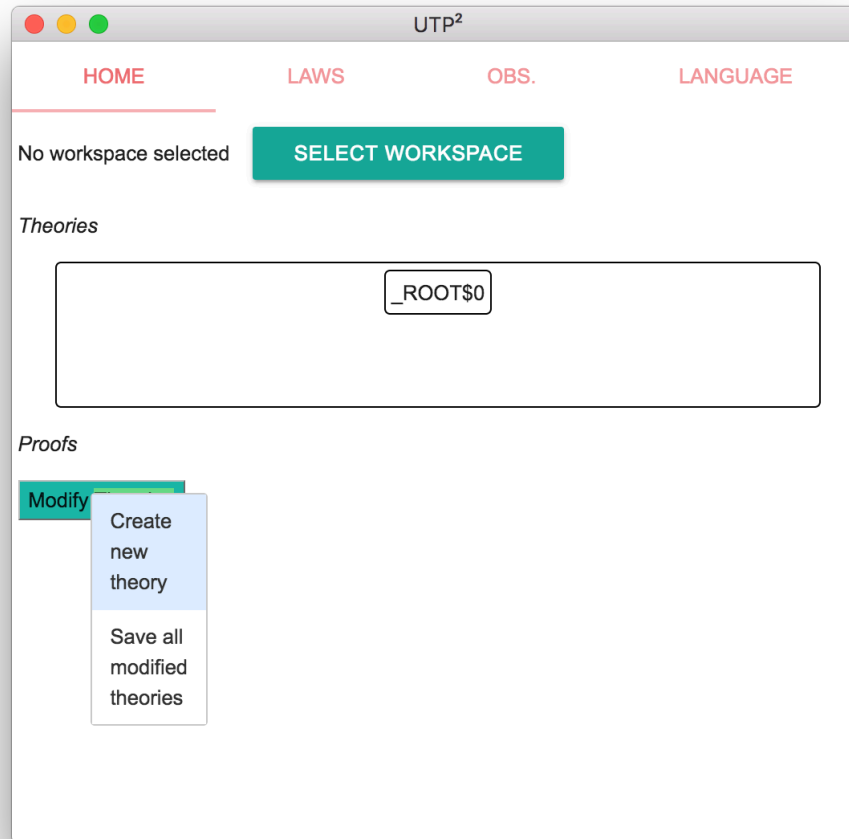 UTP²
HOME LAWS OBS. LANGUAGE
No workspace selected SELECT WORKSPACE
Theories
_ROOT$0
Proofs
Modify
Create
new
theory
Save all
modified
theories